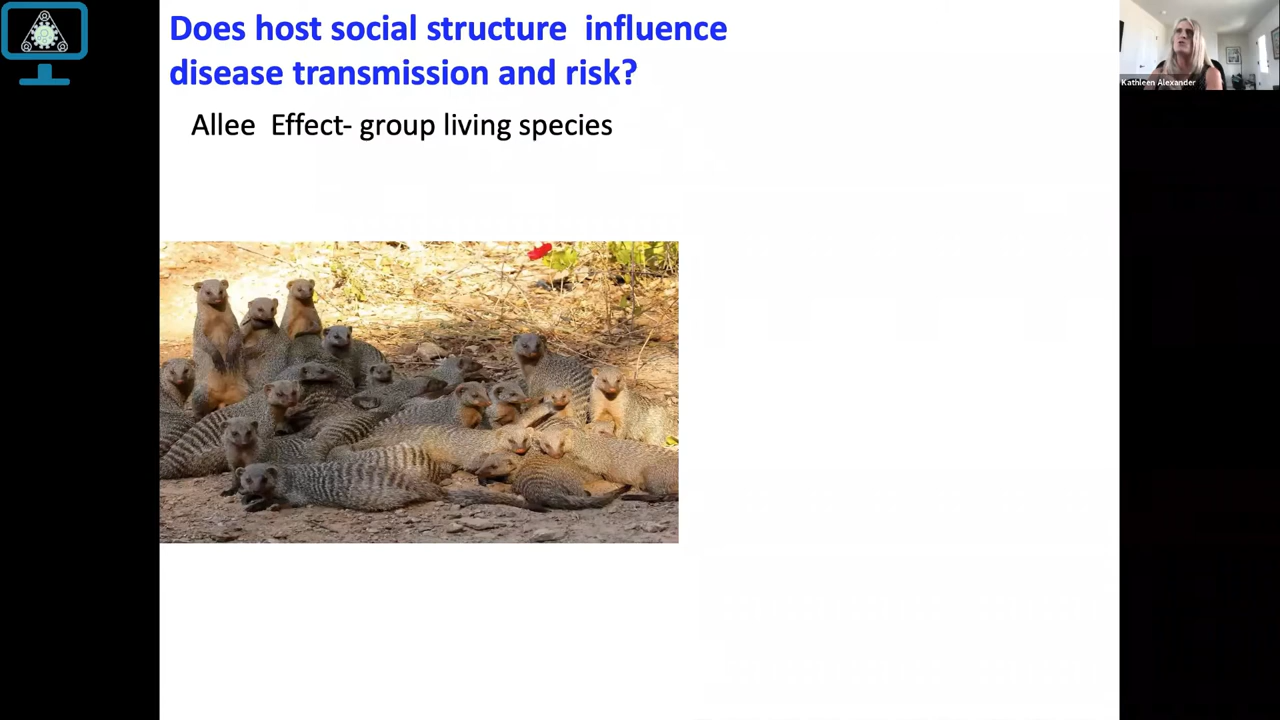 Does host social structure  influence
disease transmission and risk?
Allee  Effect- group living species
Kathleen Alexander